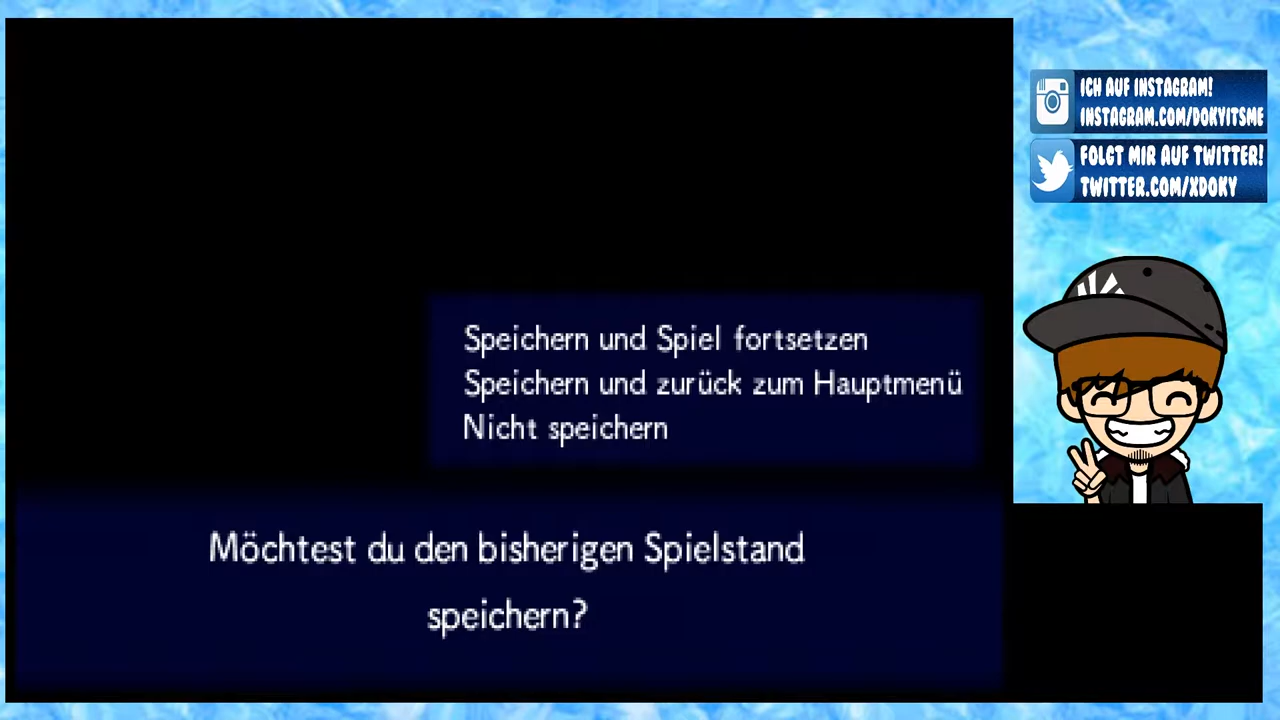 ICH AUF INSTAGRAM!
INSTAGRAM.COM/DOKYITSME
FOLGT MIR AUF TWITTER!
TWITTER.COM/XDOKY
Speichern und Spiel fortsetzen
Speichern und zurück zum Hauptmenü
Nicht speichern
Möchtest du den bisherigen Spielstand
speichern?